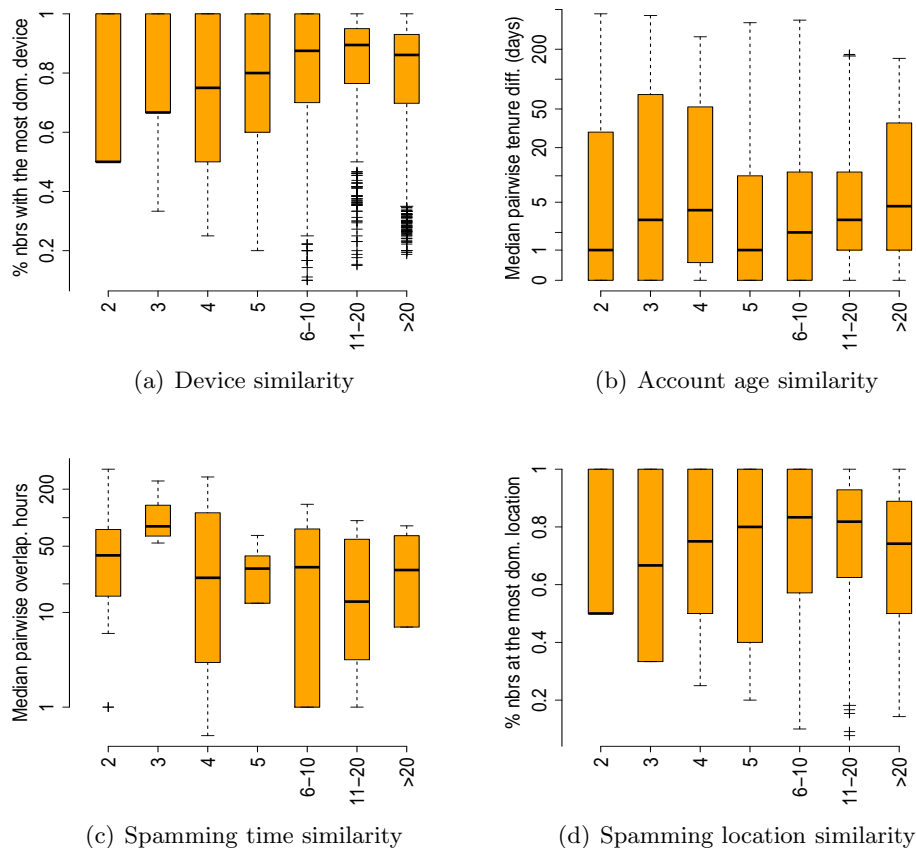 % nbrs with the most dom. device
1
0.8
0.6
0.4
0.2
2 3 4 5 6−10 11−20 >20
(a) Device similarity
Median pairwise tenure diff. (days)
200
50
20
5
1
0
2 3 4 5 6−10 11−20 >20
(b) Account age similarity
Median pairwise overlap. hours
200
50
10
1
2 3 4 5 6−10 11−20 >20
(c) Spamming time similarity
% nbrs at the most dom. location
1
0.8
0.6
0.4
0.2
2 3 4 5 6−10 11−20 >20
(d) Spamming location similarity